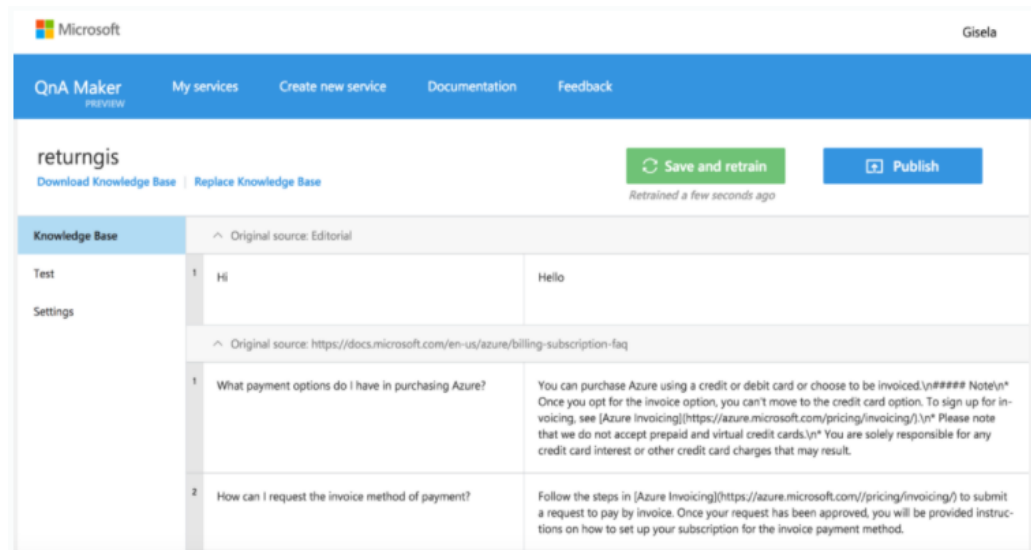 Microsoft
Gisela
QnA Maker
PREVIEW
My services
Create new service
Documentation
Feedback
returngis
Download Knowledge Base | Replace Knowledge Base
Save and retrain
Publish
Retrained a few seconds ago
Knowledge Base
Test
Settings
Original source: Editorial
1
Hi
Hello
Original source: https://docs.microsoft.com/en-us/azure/billing-subscription-faq
1
What payment options do I have in purchasing Azure?
You can purchase Azure using a credit or debit card or choose to be invoiced.\n##### Note\n*
Once you opt for the invoice option, you can't move to the credit card option. To sign up for in-
voicing, see [Azure Invoicing](https://azure.microsoft.com/pricing/invoicing/).\n* Please note
that we do not accept prepaid and virtual credit cards.\n* You are solely responsible for any
credit card interest or other credit card charges that may result.
2
How can I request the invoice method of payment?
Follow the steps in [Azure Invoicing](https://azure.microsoft.com//pricing/invoicing/) to submit
a request to pay by invoice. Once your request has been approved, you will be provided instruc-
tions on how to set up your subscription for the invoice payment method.